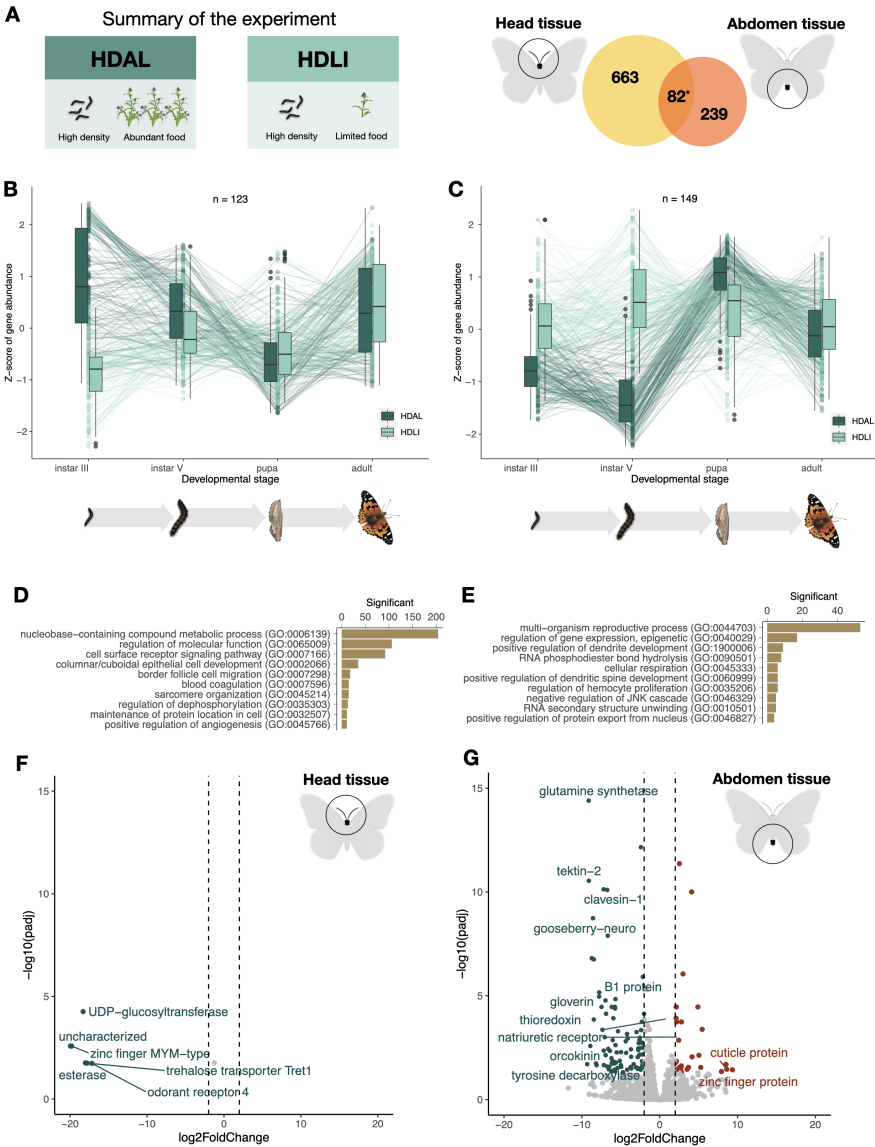 A
Summary of the experiment
HDAL
High density
Abundant food
HDLI
High density
Limited food
Head tissue
Abdomen tissue
663
82*
239
B
n = 123
Z-score of gene abundance
2
1
0
−1
−2
HDAL
HDLI
instar III
instar V
pupa
adult
Developmental stage
C
n = 149
Z-score of gene abundance
2
1
0
−1
−2
HDAL
HDLI
instar III
instar V
pupa
adult
Developmental stage
D
Significant
0 50 100 150 200
nucleobase-containing compound metabolic process (GO:0006139)
regulation of molecular function (GO:0065009)
cell surface receptor signaling pathway (GO:0007166)
columnar/cuboidal epithelial cell development (GO:0002066)
border follicle cell migration (GO:0007298)
blood coagulation (GO:0007596)
sarcomere organization (GO:0045214)
regulation of dephosphorylation (GO:0035303)
maintenance of protein location in cell (GO:0032507)
positive regulation of angiogenesis (GO:0045766)
E
Significant
0 20 40
multi-organism reproductive process (GO:0044703)
regulation of gene expression, epigenetic (GO:0040029)
positive regulation of dendrite development (GO:1900006)
RNA phosphodiester bond hydrolysis (GO:0090501)
cellular respiration (GO:0045333)
positive regulation of dendritic spine development (GO:0060999)
regulation of hemocyte proliferation (GO:0035206)
negative regulation of JNK cascade (GO:0046329)
RNA secondary structure unwinding (GO:0010501)
positive regulation of protein export from nucleus (GO:0046827)
F
Head tissue
−log10(padj)
15
10
5
0
UDP−glucosyltransferase
uncharacterized
zinc finger MYM−type
trehalose transporter Tret1
esterase
odorant receptor 4
−20 −10 0 10 20
log2FoldChange
G
Abdomen tissue
−log10(padj)
15
10
5
0
glutamine synthetase
tektin−2
clavesin−1
gooseberry−neuro
B1 protein
gloverin
thioredoxin
natriuretic receptor
orcokinin
tyrosine decarboxylase
cuticle protein
zinc finger protein
−20 −10 0 10 20
log2FoldChange